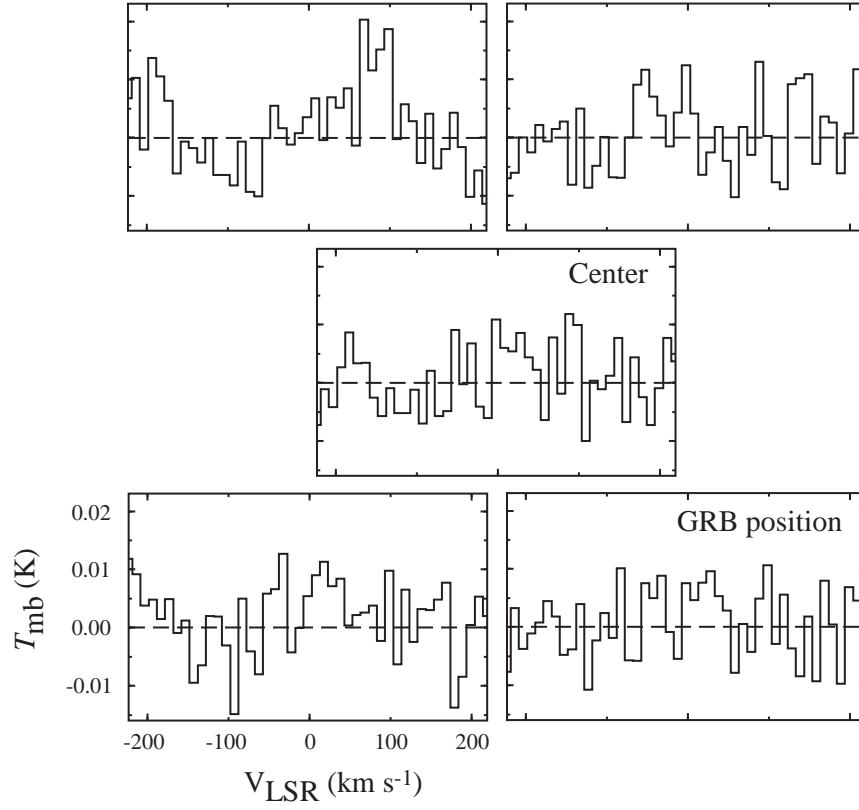 Center
GRB position
T_mb (K)
0.02
0.01
0.00
-0.01
-200 -100 0 100 200
V_LSR (km s^-1)